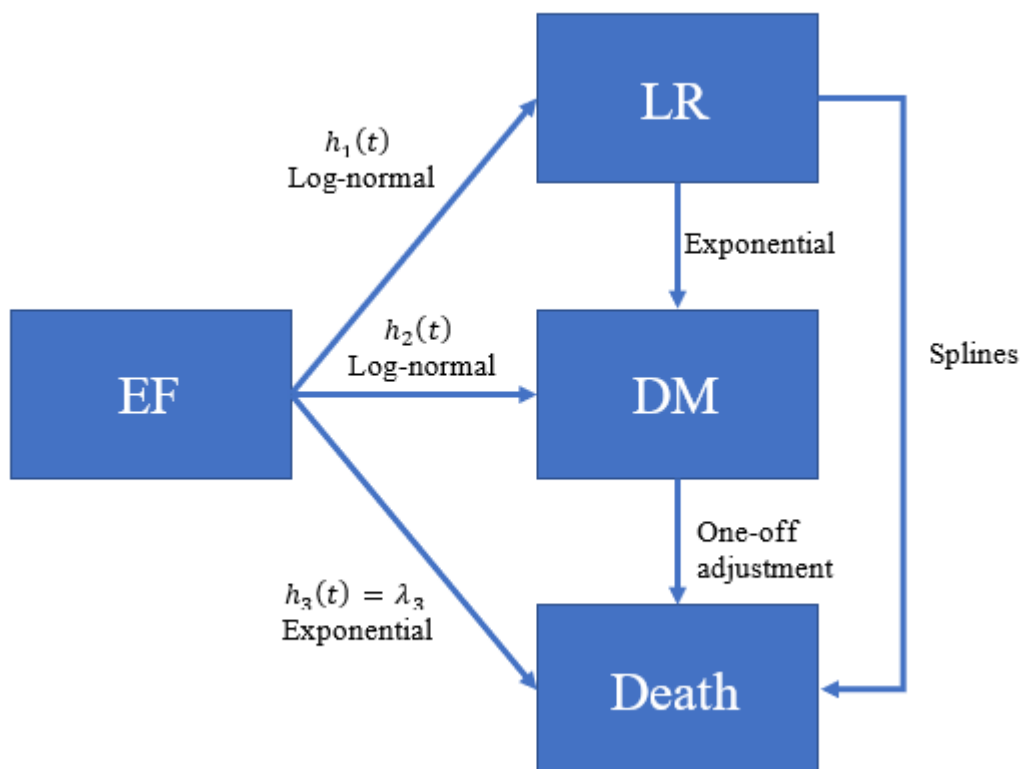 LR
h₁(t)
Log-normal
Exponential
h₂(t)
Log-normal
Splines
EF
DM
One-off
adjustment
h₃(t) = λ₃
Exponential
Death